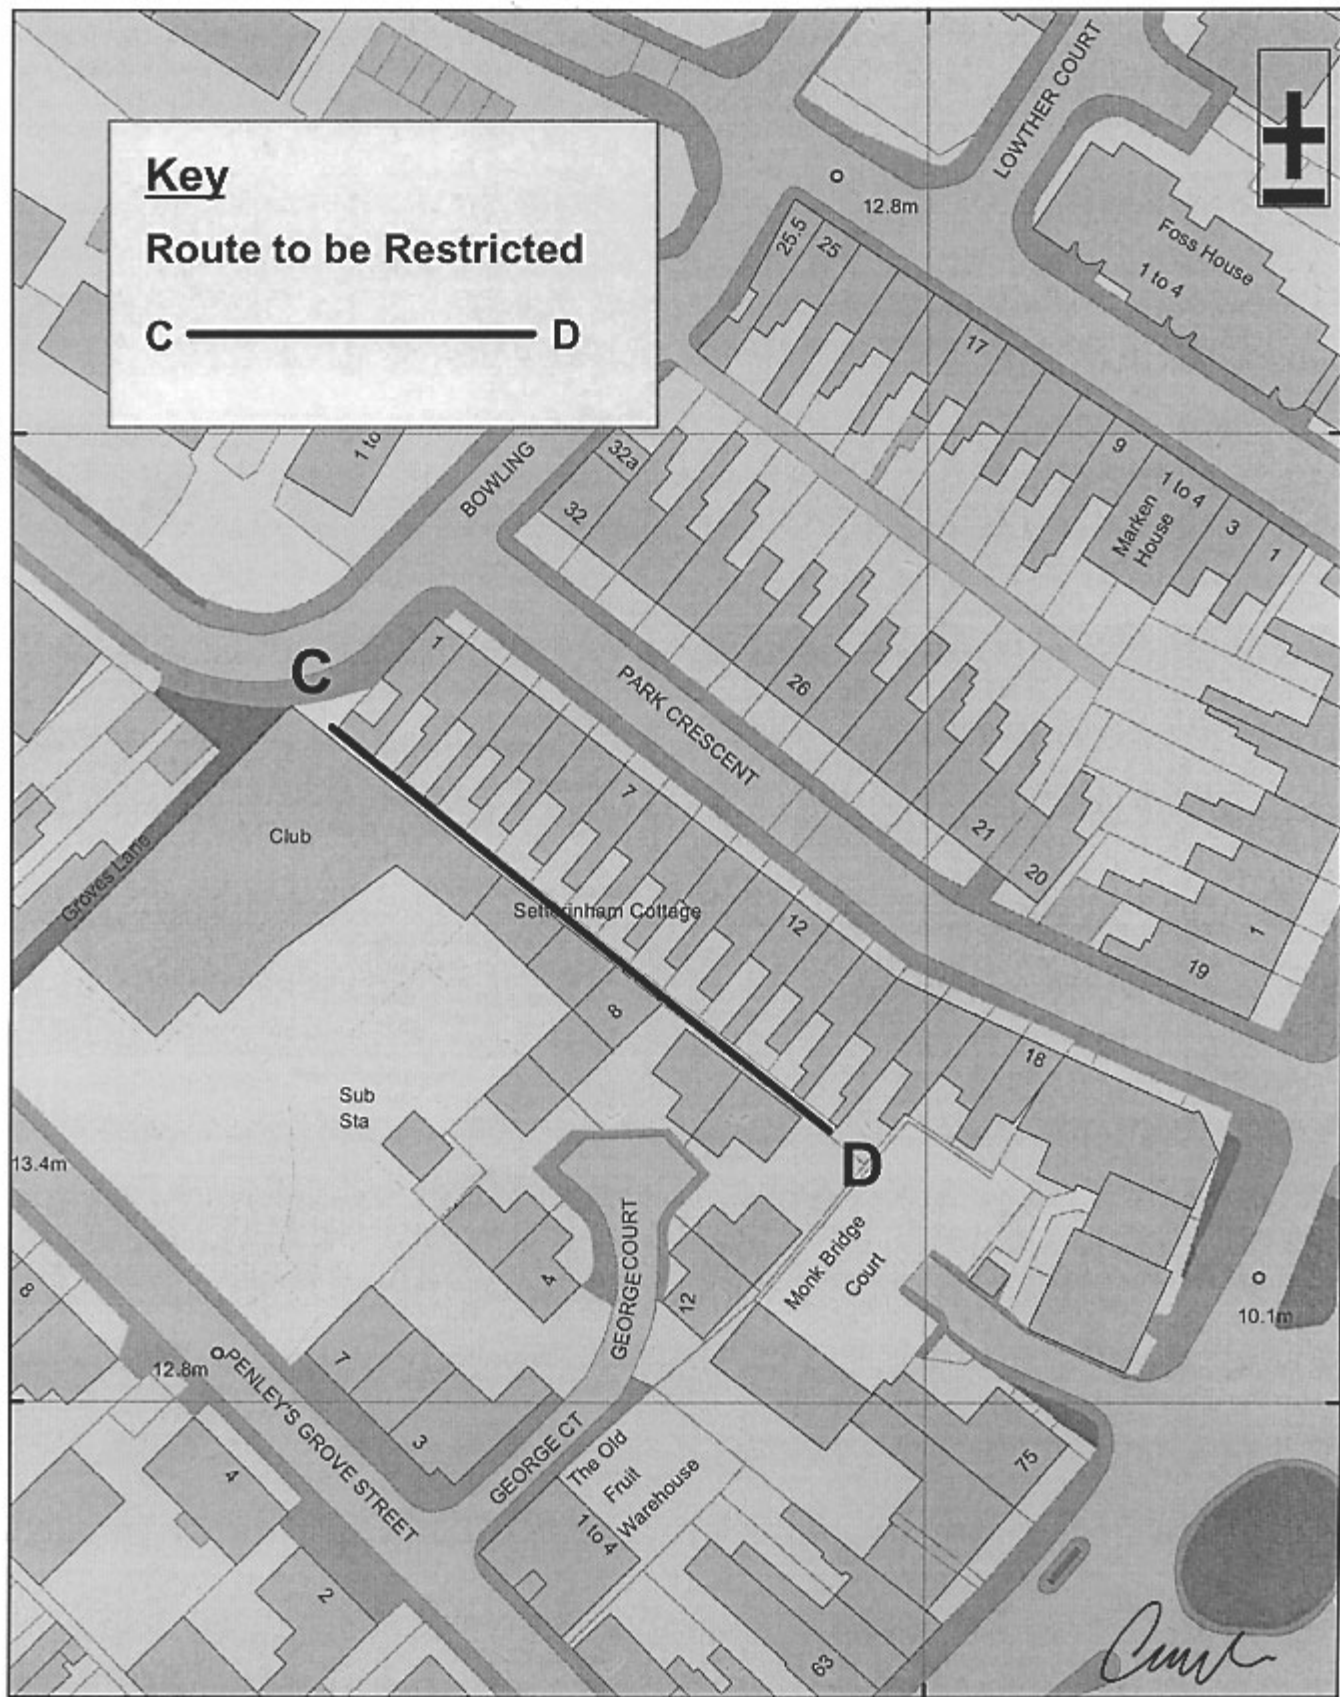 Key
Route to be Restricted
C D
LOWTHER COURT
12.8m
25.5
25
Foss House
1 to 4
17
9
1 to 4
Marken
House
3
1
1 to
BOWLING
32a
32
C
1
PARK CRESCENT
26
7
21
20
Club
Groves Lane
Setterinham Cottage
12
19
1
8
18
Sub
Sta
13.4m
D
GEORGE COURT
Monk Bridge
Court
4
12
8
10.1m
7
12.8m
PENLEY'S GROVE STREET
3
GEORGE CT
The Old
Fruit
Warehouse
1 to 4
75
4
2
63